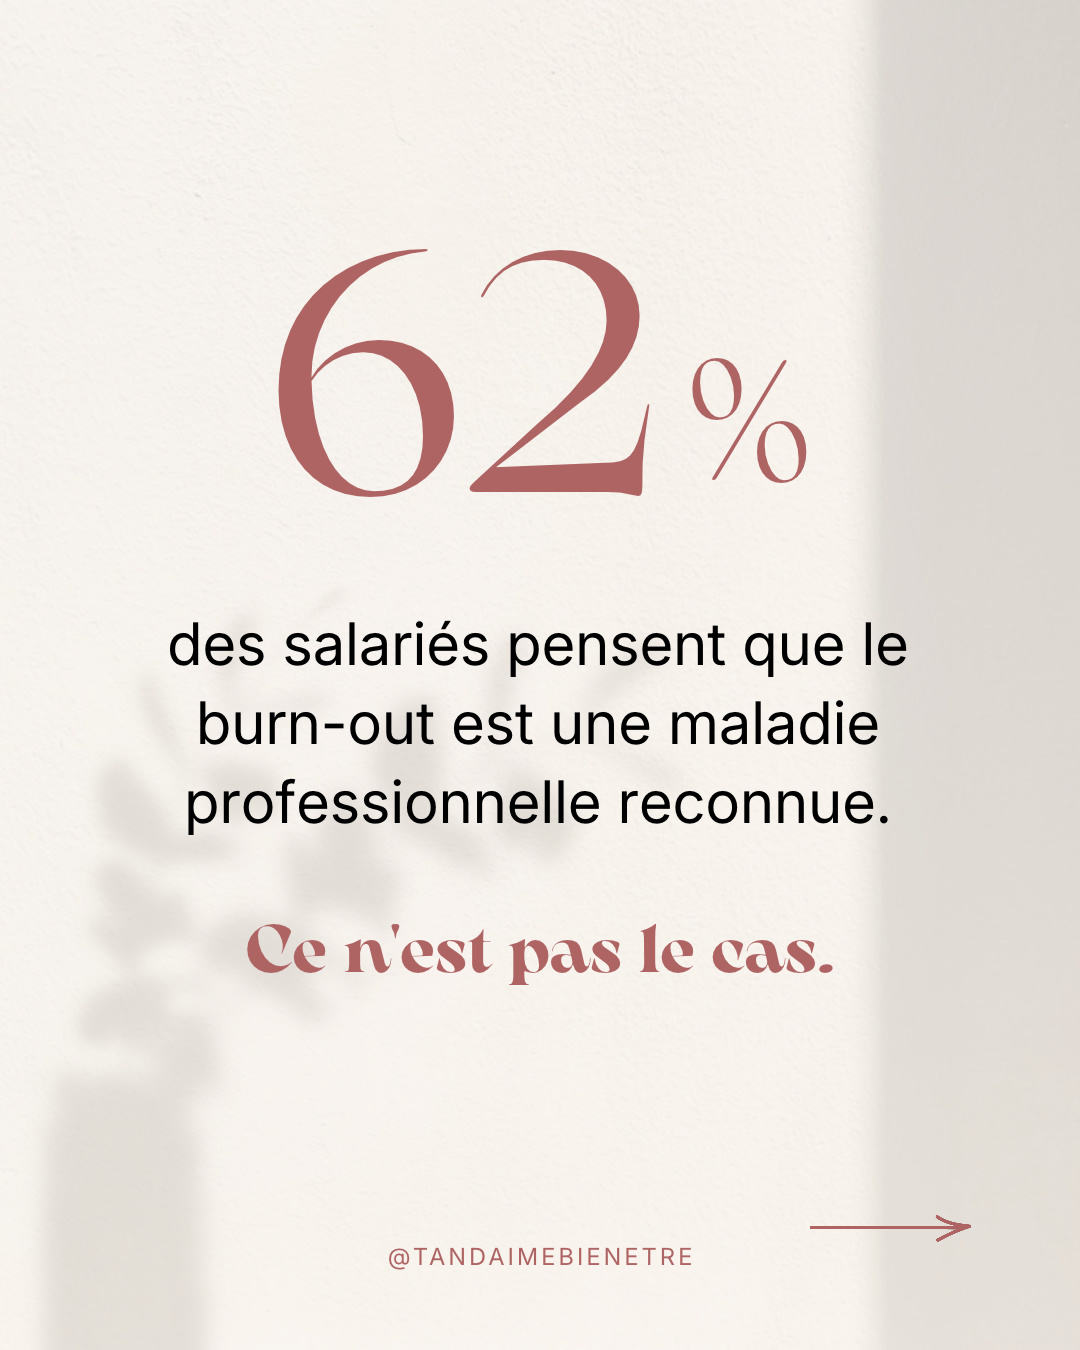 62 %
des salariés pensent que le
burn-out est une maladie
professionnelle reconnue.
Ce n'est pas le cas.
@TANDAIMEBIENETRE